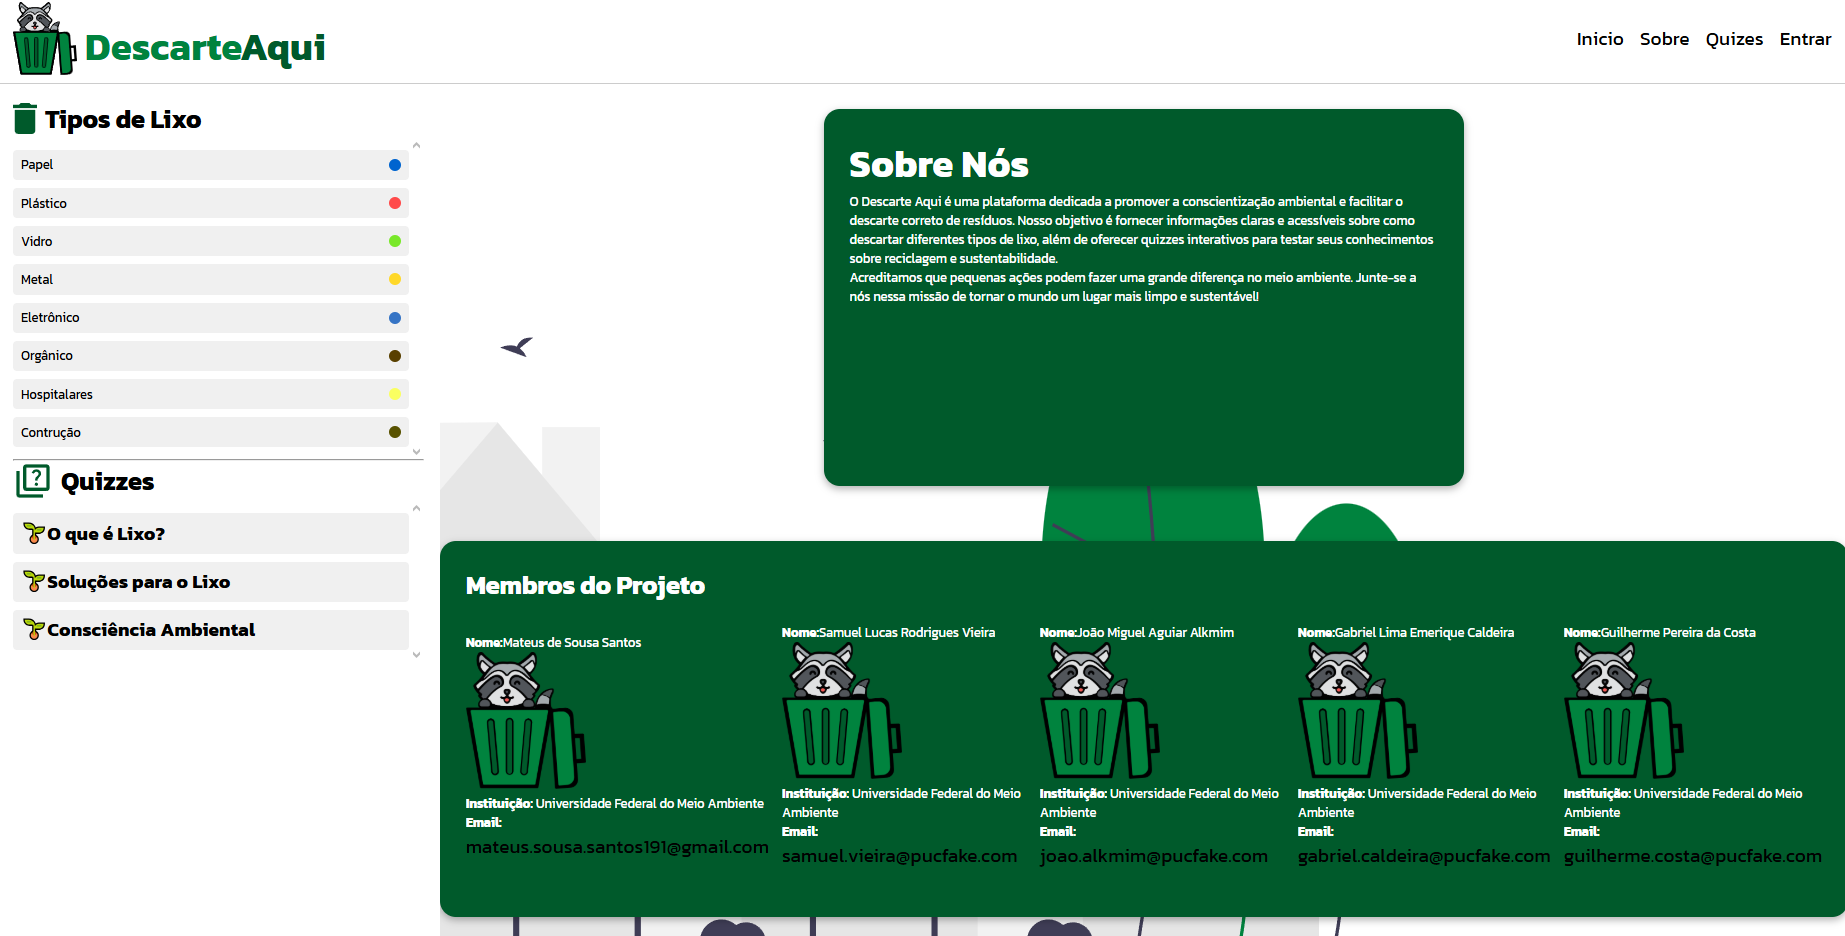 DescarteAqui
Inicio Sobre Quizes Entrar
Tipos de Lixo
Papel
Plástico
Vidro
Metal
Eletrônico
Orgânico
Hospitalares
Contrução
Quizzes
O que é Lixo?
Soluções para o Lixo
Consciência Ambiental
Sobre Nós
O Descarte Aqui é uma plataforma dedicada a promover a conscientização ambiental e facilitar o
descarte correto de resíduos. Nosso objetivo é fornecer informações claras e acessíveis sobre como
descartar diferentes tipos de lixo, além de oferecer quizzes interativos para testar seus conhecimentos
sobre reciclagem e sustentabilidade.
Acreditamos que pequenas ações podem fazer uma grande diferença no meio ambiente. Junte-se a
nós nessa missão de tornar o mundo um lugar mais limpo e sustentável!
Membros do Projeto
Nome:Mateus de Sousa Santos
Instituição: Universidade Federal do Meio Ambiente
Email:
mateus.sousa.santos191@gmail.com
Nome:Samuel Lucas Rodrigues Vieira
Instituição: Universidade Federal do Meio
Ambiente
Email:
samuel.vieira@pucfake.com
Nome:João Miguel Aguiar Alkmim
Instituição: Universidade Federal do Meio
Ambiente
Email:
joao.alkmim@pucfake.com
Nome:Gabriel Lima Emerique Caldeira
Instituição: Universidade Federal do Meio
Ambiente
Email:
gabriel.caldeira@pucfake.com
Nome:Guilherme Pereira da Costa
Instituição: Universidade Federal do Meio
Ambiente
Email:
guilherme.costa@pucfake.com